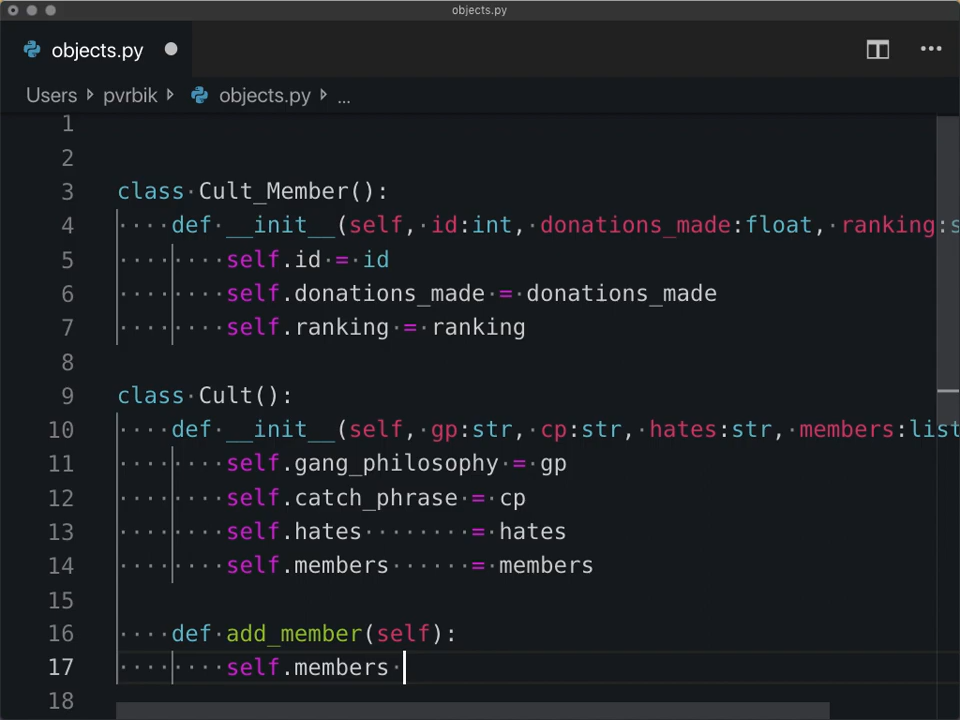 objects.py
objects.py
Users pvrbik objects.py ...
1
2
3 class Cult_Member():
4 def __init__(self, id:int, donations_made:float, ranking:s
5 self.id = id
6 self.donations_made = donations_made
7 self.ranking = ranking
8
9 class Cult():
10 def __init__(self, gp:str, cp:str, hates:str, members:list
11 self.gang_philosophy = gp
12 self.catch_phrase = cp
13 self.hates = hates
14 self.members = members
15
16 def add_member(self):
17 self.members
18